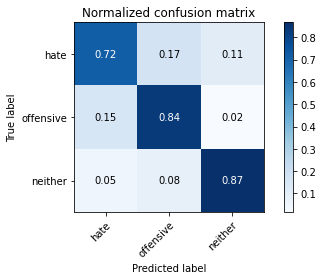 Normalized confusion matrix
hate 0.72 0.17 0.11
offensive 0.15 0.84 0.02
neither 0.05 0.08 0.87
hate offensive neither
True label
Predicted label
0.8
0.7
0.6
0.5
0.4
0.3
0.2
0.1